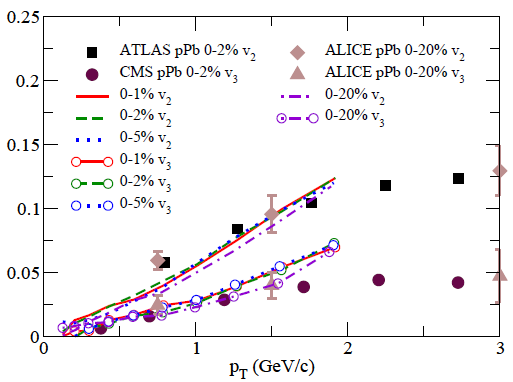 0.25
0.2
0.15
0.1
0.05
0
ATLAS pPb 0-2% v2
CMS pPb 0-2% v3
0-1% v2
0-2% v2
0-5% v2
0-1% v3
0-2% v3
0-5% v3
ALICE pPb 0-20% v2
ALICE pPb 0-20% v3
0-20% v2
0-20% v3
0 1 2 3
pT (GeV/c)